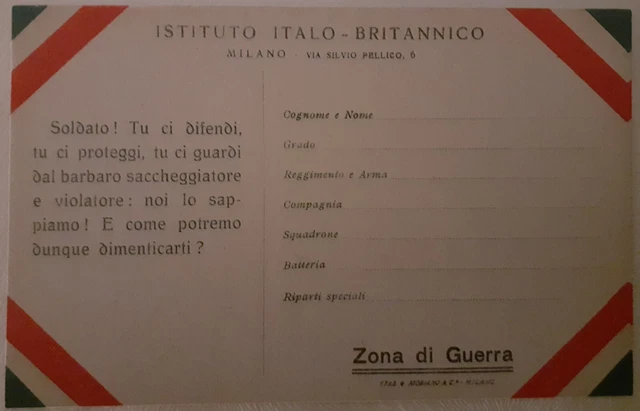 ISTITUTO ITALO-BRITANNICO
MILANO VIA SILVIO PELLICO, 6
Soldato! Tu ci difendi,
tu ci proteggi, tu ci guardi
dal barbaro saccheggiatore
e violatore: noi lo sap-
piamo! E come potremo
dunque dimenticarti?
Cognome e Nome
Grado
Reggimento e Arma
Compagnia
Squadrone
Batteria
Riparti speciali
Zona di Guerra
MILANO